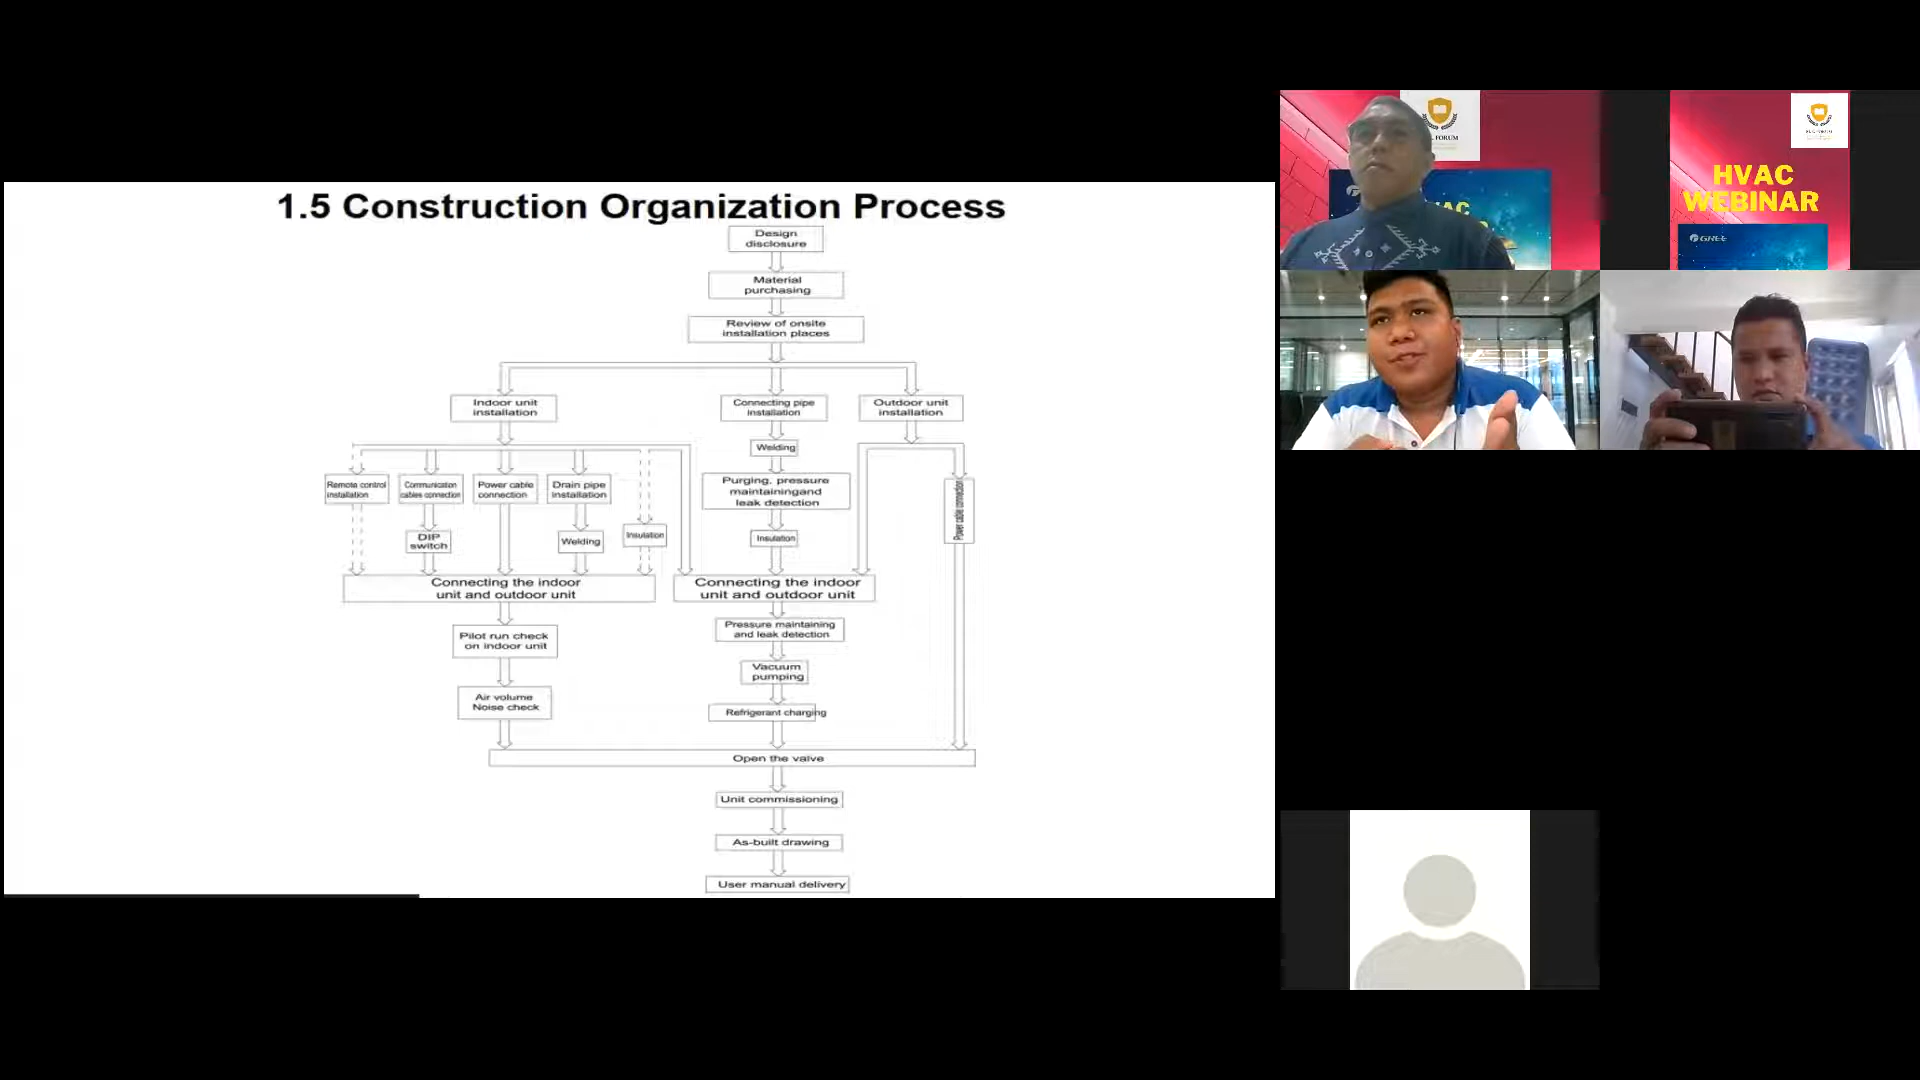 1.5 Construction Organization Process
Design
disclosure
Material
purchasing
Review of onsite
installation places
Indoor unit
installation
Connecting pipe
installation
Outdoor unit
installation
Welding
Remote control
installation
Communication
cables connection
Power cable
connection
Drain pipe
installation
Purging, pressure
maintainingand
leak detection
Power cable connection
DIP
switch
Welding
Insulation
Insulation
Connecting the indoor
unit and outdoor unit
Connecting the indoor
unit and outdoor unit
Pilot run check
on indoor unit
Pressure maintaining
and leak detection
Vacuum
pumping
Air volume
Noise check
Refrigerant charging
Open the valve
Unit commissioning
As-built drawing
User manual delivery
FORUM
HVAC
WEBINAR
GREE